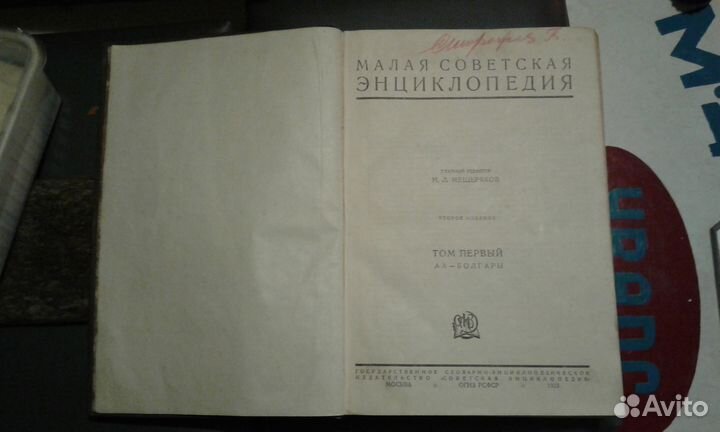 МАЛАЯ СОВЕТСКАЯ
ЭНЦИКЛОПЕДИЯ
ГЛАВНЫЙ РЕДАКТОР
Н. Л. МЕЩЕРЯКОВ
ВТОРОЕ ИЗДАНИЕ
ТОМ ПЕРВЫЙ
АА—БОЛГАРЫ
ГОСУДАРСТВЕННОЕ СЛОВАРНО-ЭНЦИКЛОПЕДИЧЕСКОЕ
ИЗДАТЕЛЬСТВО «СОВЕТСКАЯ ЭНЦИКЛОПЕДИЯ»
МОСКВА ОГИЗ РСФСР
Avito